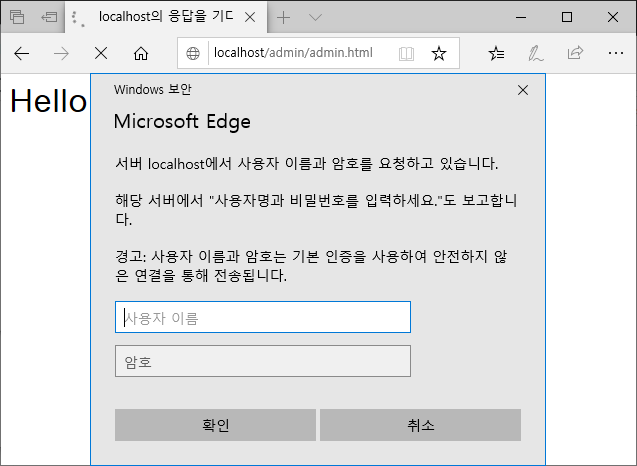 localhost의 응답을 기다
localhost/admin/admin.html
Hello
Windows 보안
Microsoft Edge
서버 localhost에서 사용자 이름과 암호를 요청하고 있습니다.
해당 서버에서 "사용자명과 비밀번호를 입력하세요."도 보고합니
다.
경고: 사용자 이름과 암호는 기본 인증을 사용하여 안전하지 않
은 연결을 통해 전송됩니다.
사용자 이름
암호
확인 취소